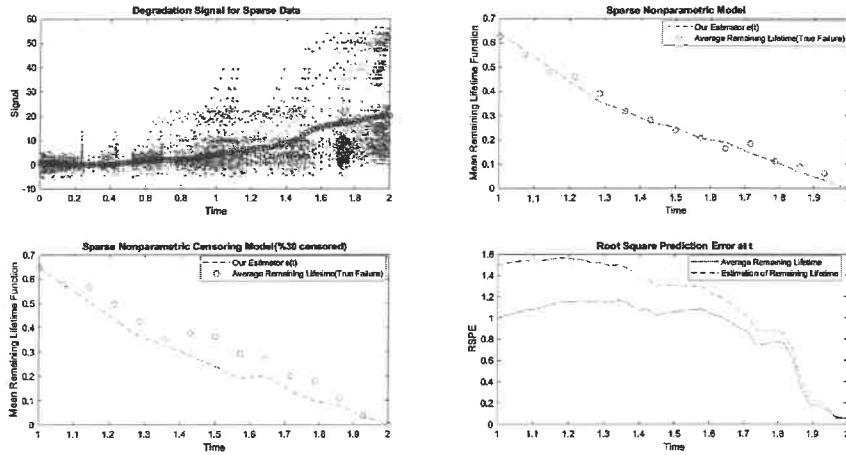 Degradation Signal for Sparse Data
60
50
40
30
20
10
0
-10
Signal
0 0.2 0.4 0.6 0.8 1 1.2 1.4 1.6 1.8 2
Time
Sparse Nonparametric Model
Our Estimator e(t)
Average Remaining Lifetime(True Failure)
0.7
0.6
0.5
0.4
0.3
0.2
0.1
0
Mean Remaining Lifetime Function
1 1.1 1.2 1.3 1.4 1.5 1.6 1.7 1.8 1.9 2
Time
Sparse Nonparametric Censoring Model(%30 censored)
Our Estimator e(t)
Average Remaining Lifetime(True Failure)
0.7
0.6
0.5
0.4
0.3
0.2
0.1
0
Mean Remaining Lifetime Function
1 1.1 1.2 1.3 1.4 1.5 1.6 1.7 1.8 1.9 2
Time
Root Square Prediction Error at t
Average Remaining Lifetime
Estimation of Remaining Lifetime
1.6
1.4
1.2
1
0.8
0.6
0.4
0.2
0
RSPE
1 1.1 1.2 1.3 1.4 1.5 1.6 1.7 1.8 1.9 2
Time